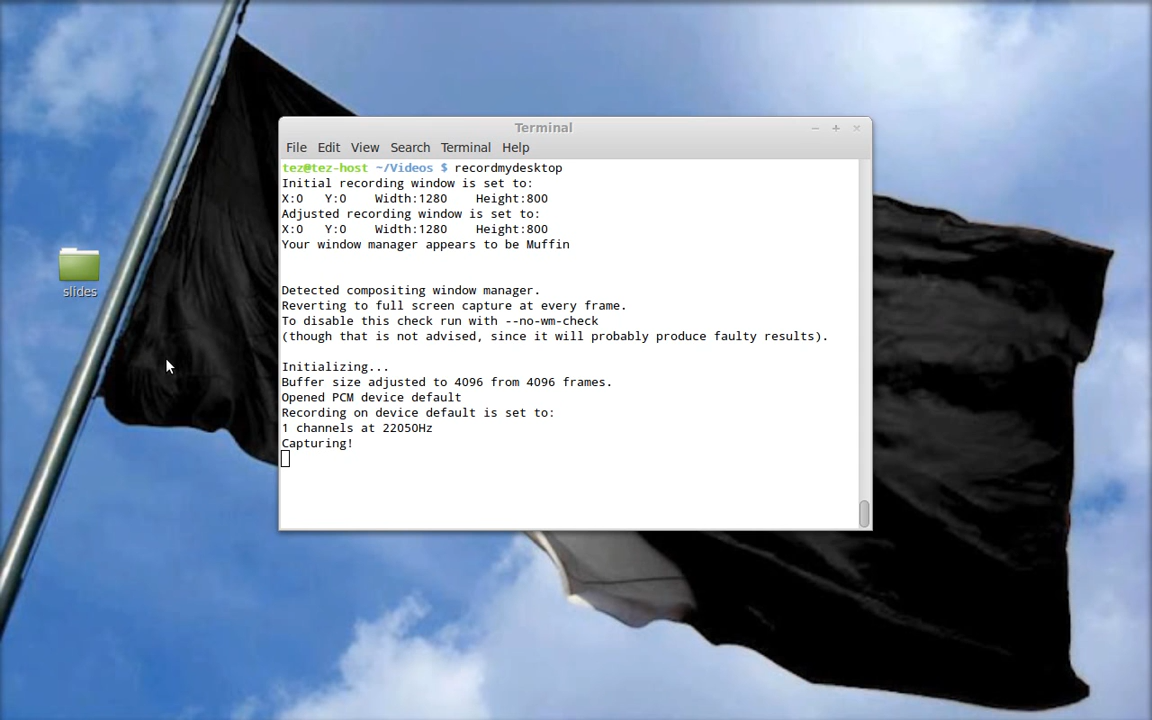 Terminal
File Edit View Search Terminal Help
tez@tez-host ~/Videos $ recordmydesktop
Initial recording window is set to:
X:0   Y:0    Width:1280    Height:800
Adjusted recording window is set to:
X:0   Y:0    Width:1280    Height:800
Your window manager appears to be Muffin
Detected compositing window manager.
Reverting to full screen capture at every frame.
To disable this check run with --no-wm-check
(though that is not advised, since it will probably produce faulty results).
Initializing...
Buffer size adjusted to 4096 from 4096 frames.
Opened PCM device default
Recording on device default is set to:
1 channels at 22050Hz
Capturing!
slides